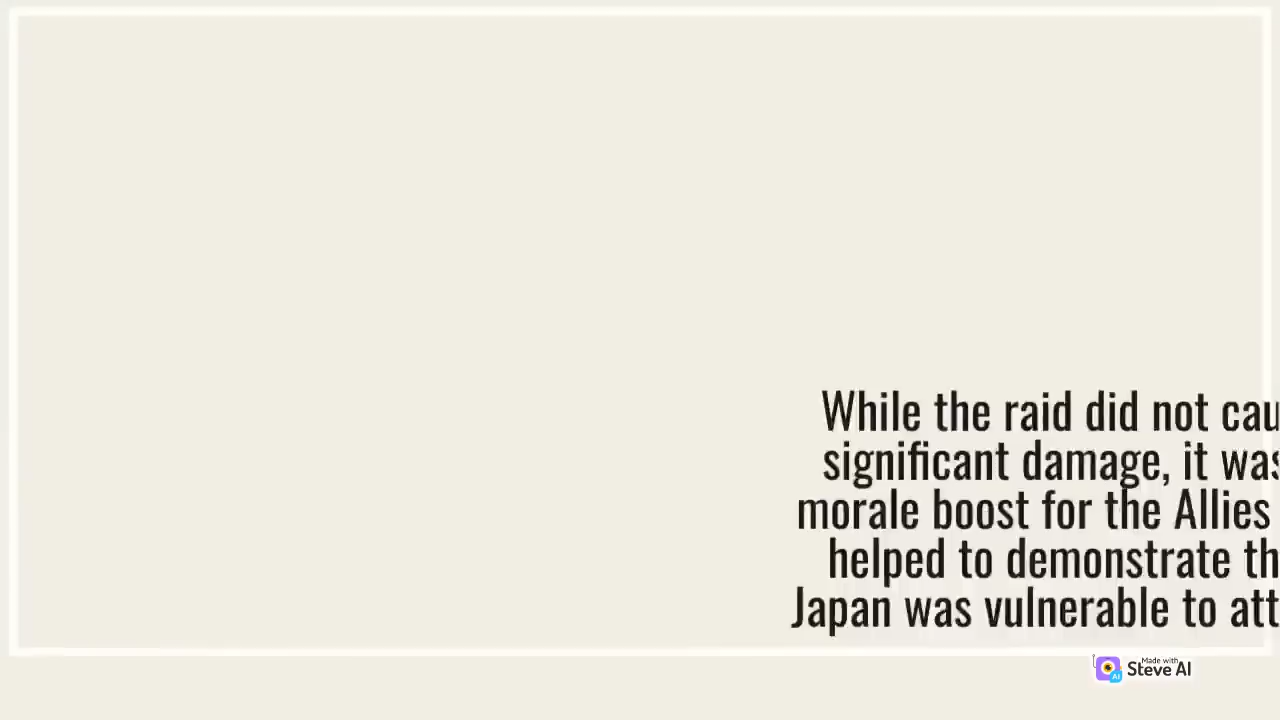 While the raid did not cau
significant damage, it was
morale boost for the Allies
helped to demonstrate th
Japan was vulnerable to att
Made with
Steve AI